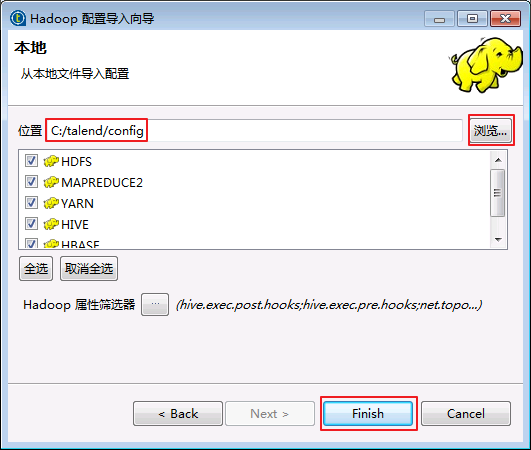 Hadoop 配置导入向导
本地
从本地文件导入配置
位置 C:/talend/config 浏览...
HDFS
MAPREDUCE2
YARN
HIVE
HBASE
全选 取消全选
Hadoop 属性筛选器 ... (hive.exec.post.hooks;hive.exec.pre.hooks;net.topo...)
< Back Next > Finish Cancel